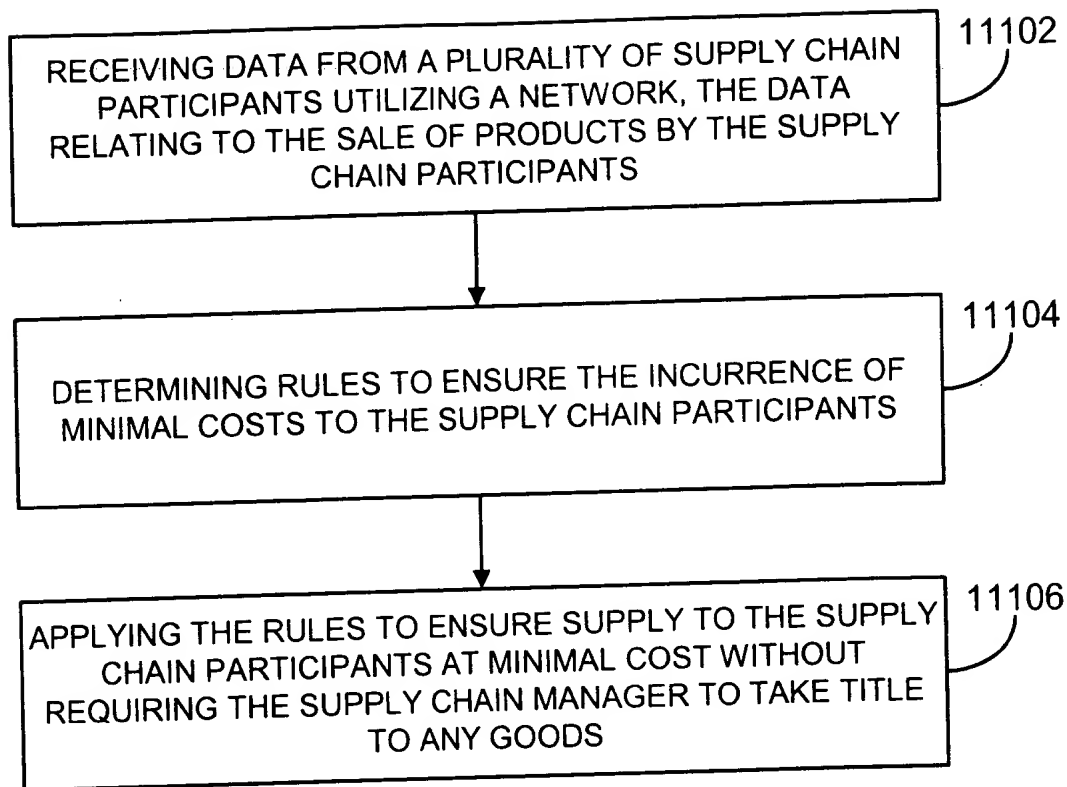 11102
RECEIVING DATA FROM A PLURALITY OF SUPPLY CHAIN
PARTICIPANTS UTILIZING A NETWORK, THE DATA
RELATING TO THE SALE OF PRODUCTS BY THE SUPPLY
CHAIN PARTICIPANTS
11104
DETERMINING RULES TO ENSURE THE INCURRENCE OF
MINIMAL COSTS TO THE SUPPLY CHAIN PARTICIPANTS
11106
APPLYING THE RULES TO ENSURE SUPPLY TO THE SUPPLY
CHAIN PARTICIPANTS AT MINIMAL COST WITHOUT
REQUIRING THE SUPPLY CHAIN MANAGER TO TAKE TITLE
TO ANY GOODS